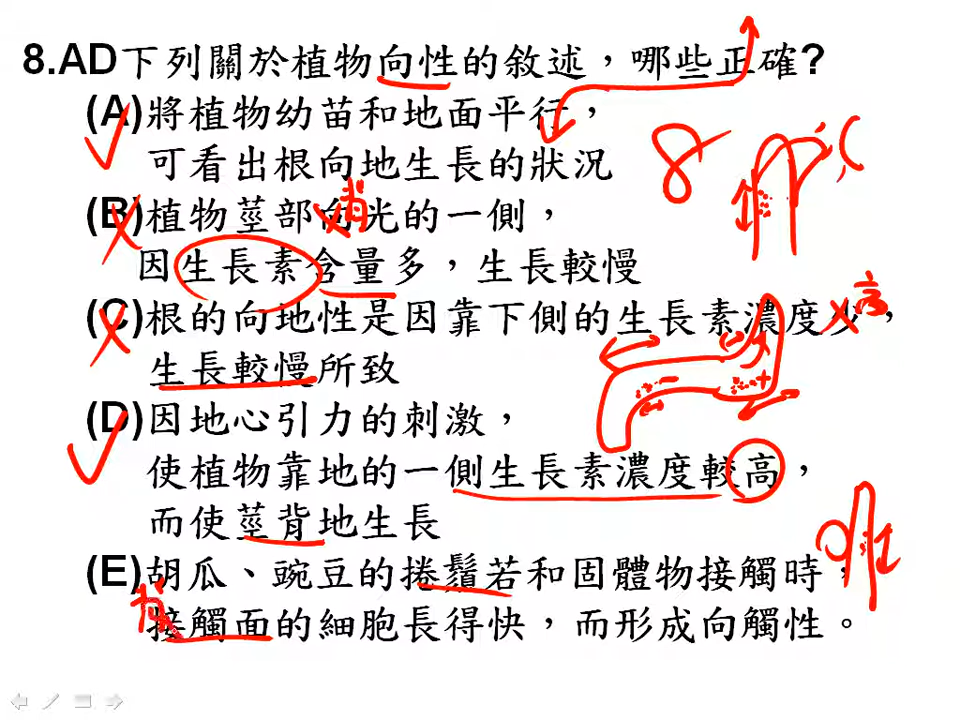 8.AD下列關於植物向性的敘述，哪些正確?
(A)將植物幼苗和地面平行，
可看出根向地生長的狀況
(B)植物莖部向光的一側，
背
因生長素含量多，生長較慢
(C)根的向地性是因靠下側的生長素濃度少，
高
生長較慢所致
(D)因地心引力的刺激，
使植物靠地的一側生長素濃度較高，
而使莖背地生長
(E)胡瓜、豌豆的捲鬚若和固體物接觸時，
背
接觸面的細胞長得快，而形成向觸性。